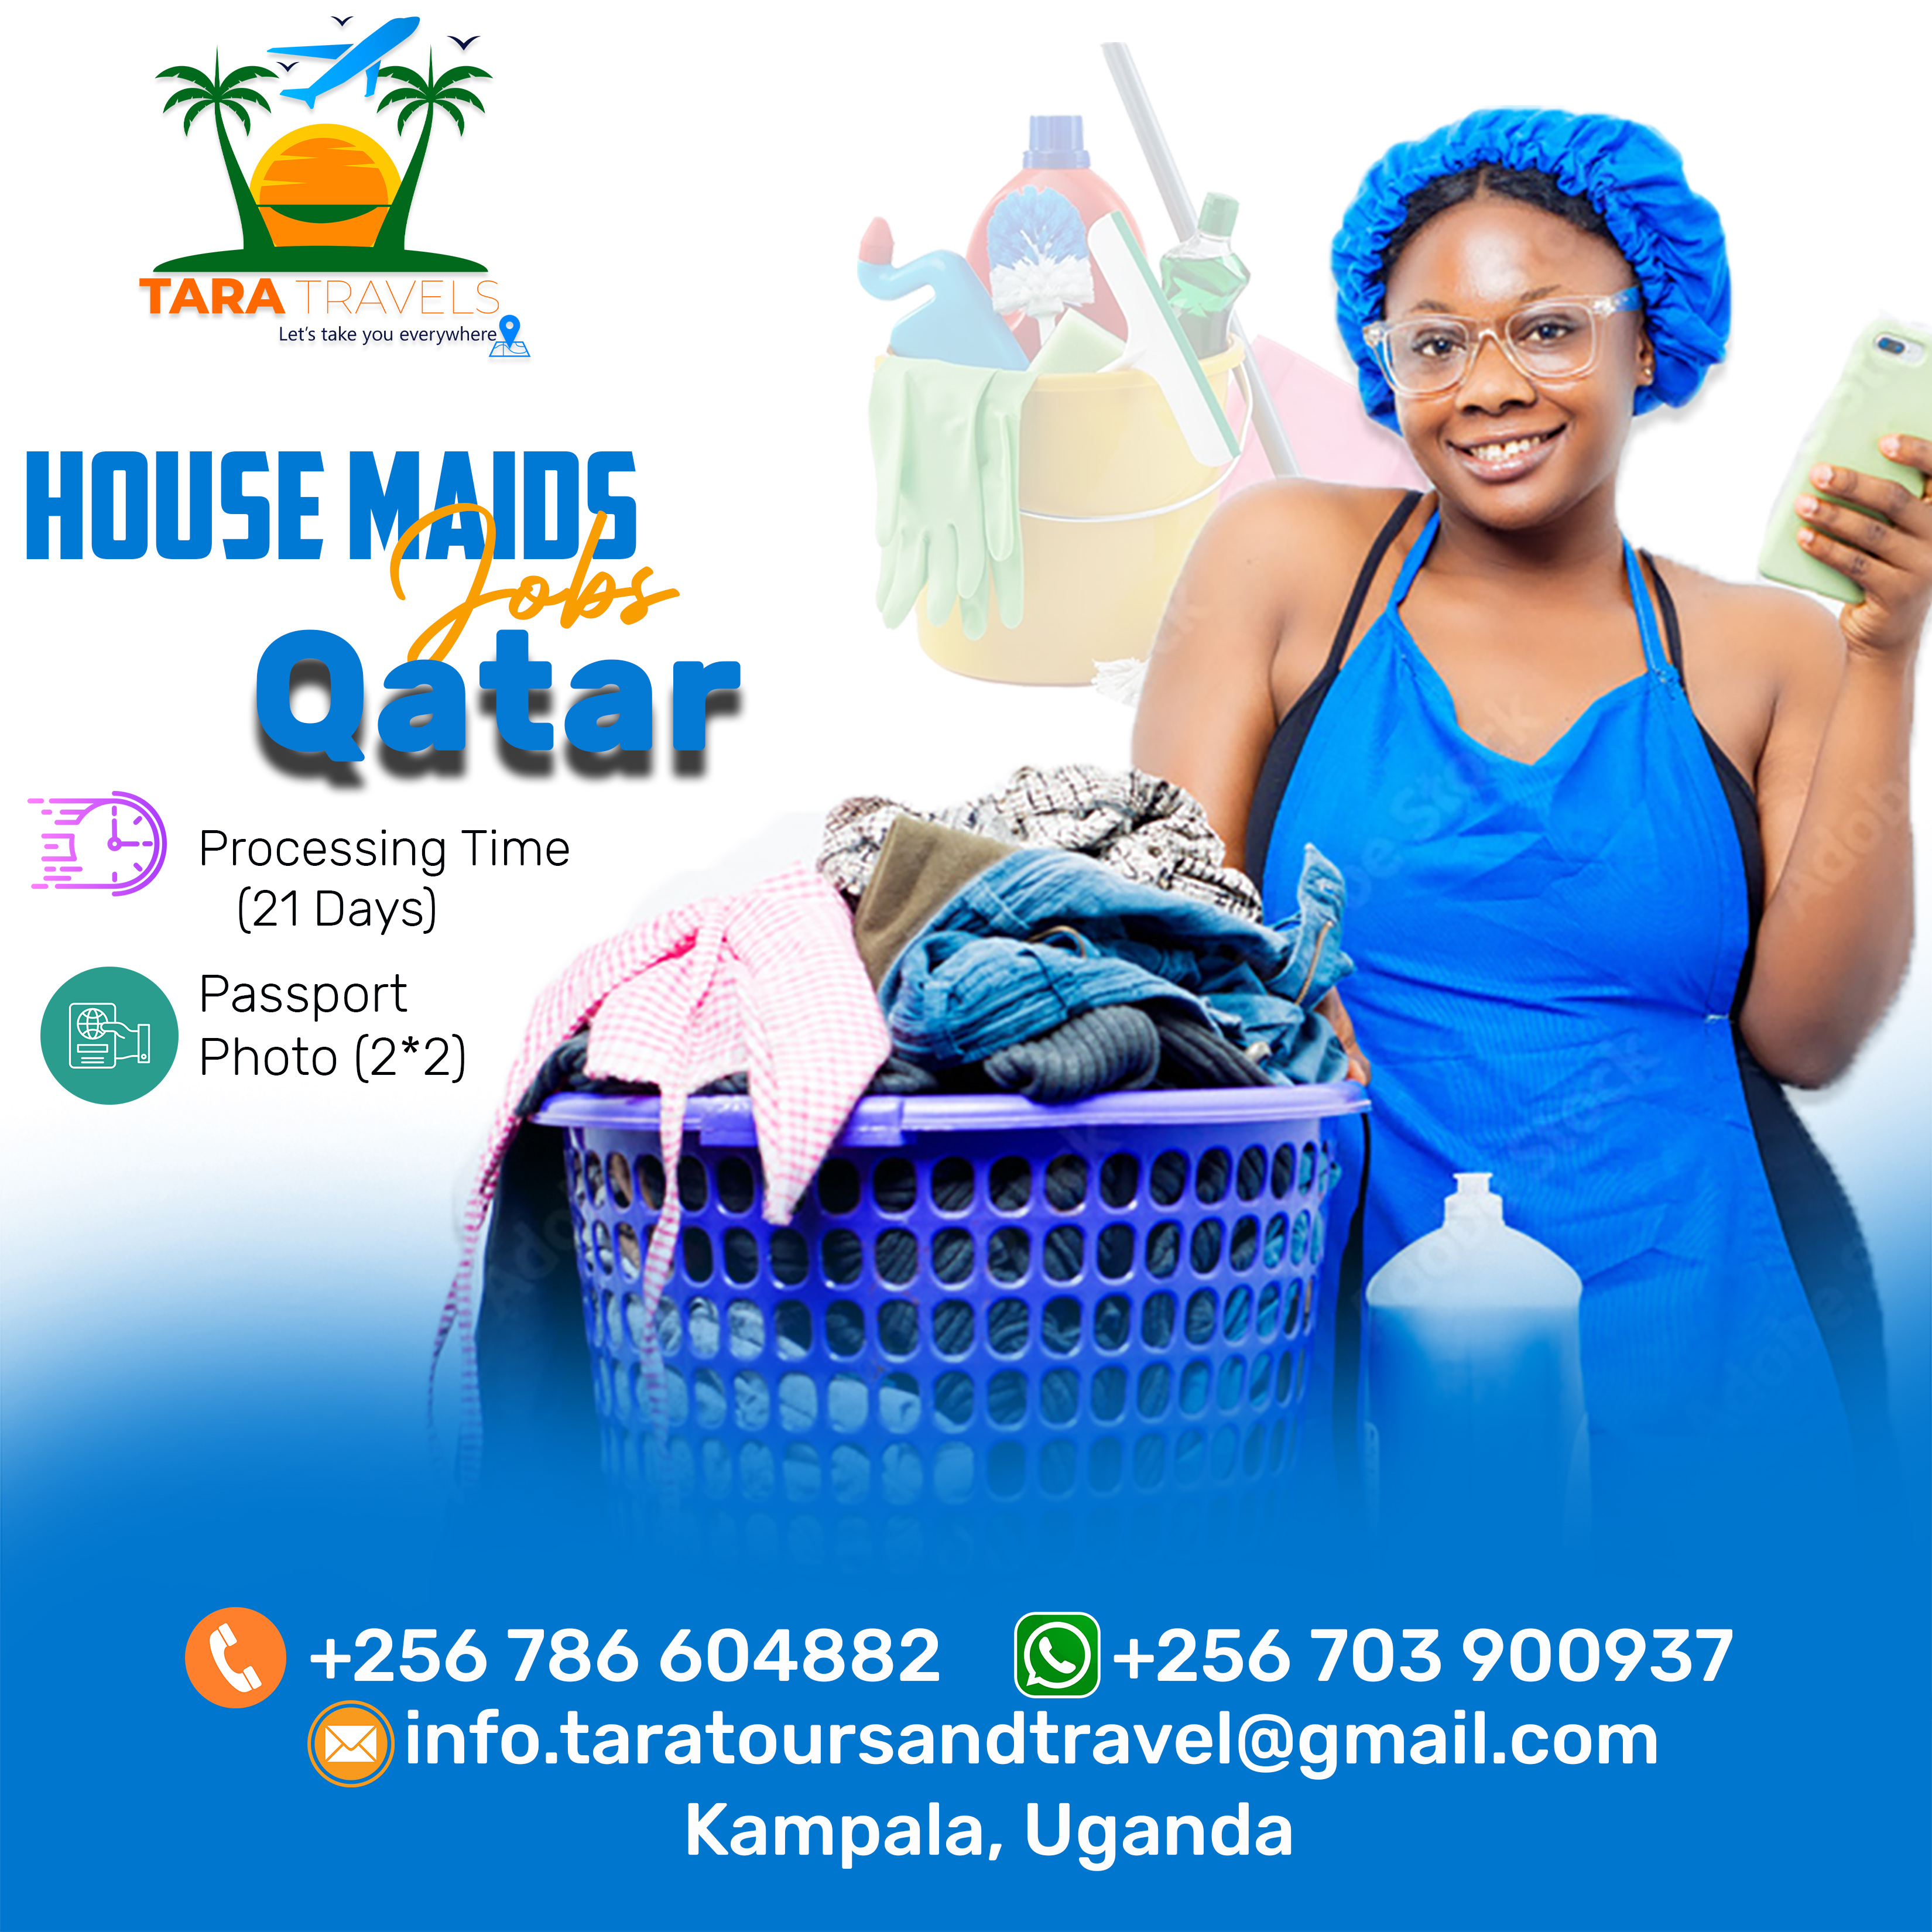 TARA TRAVELS
Let's take you everywhere
HOUSE MAIDS
Jobs
Qatar
Processing Time
(21 Days)
Passport
Photo (2*2)
+256 786 604882
+256 703 900937
info.taratoursandtravel@gmail.com
Kampala, Uganda